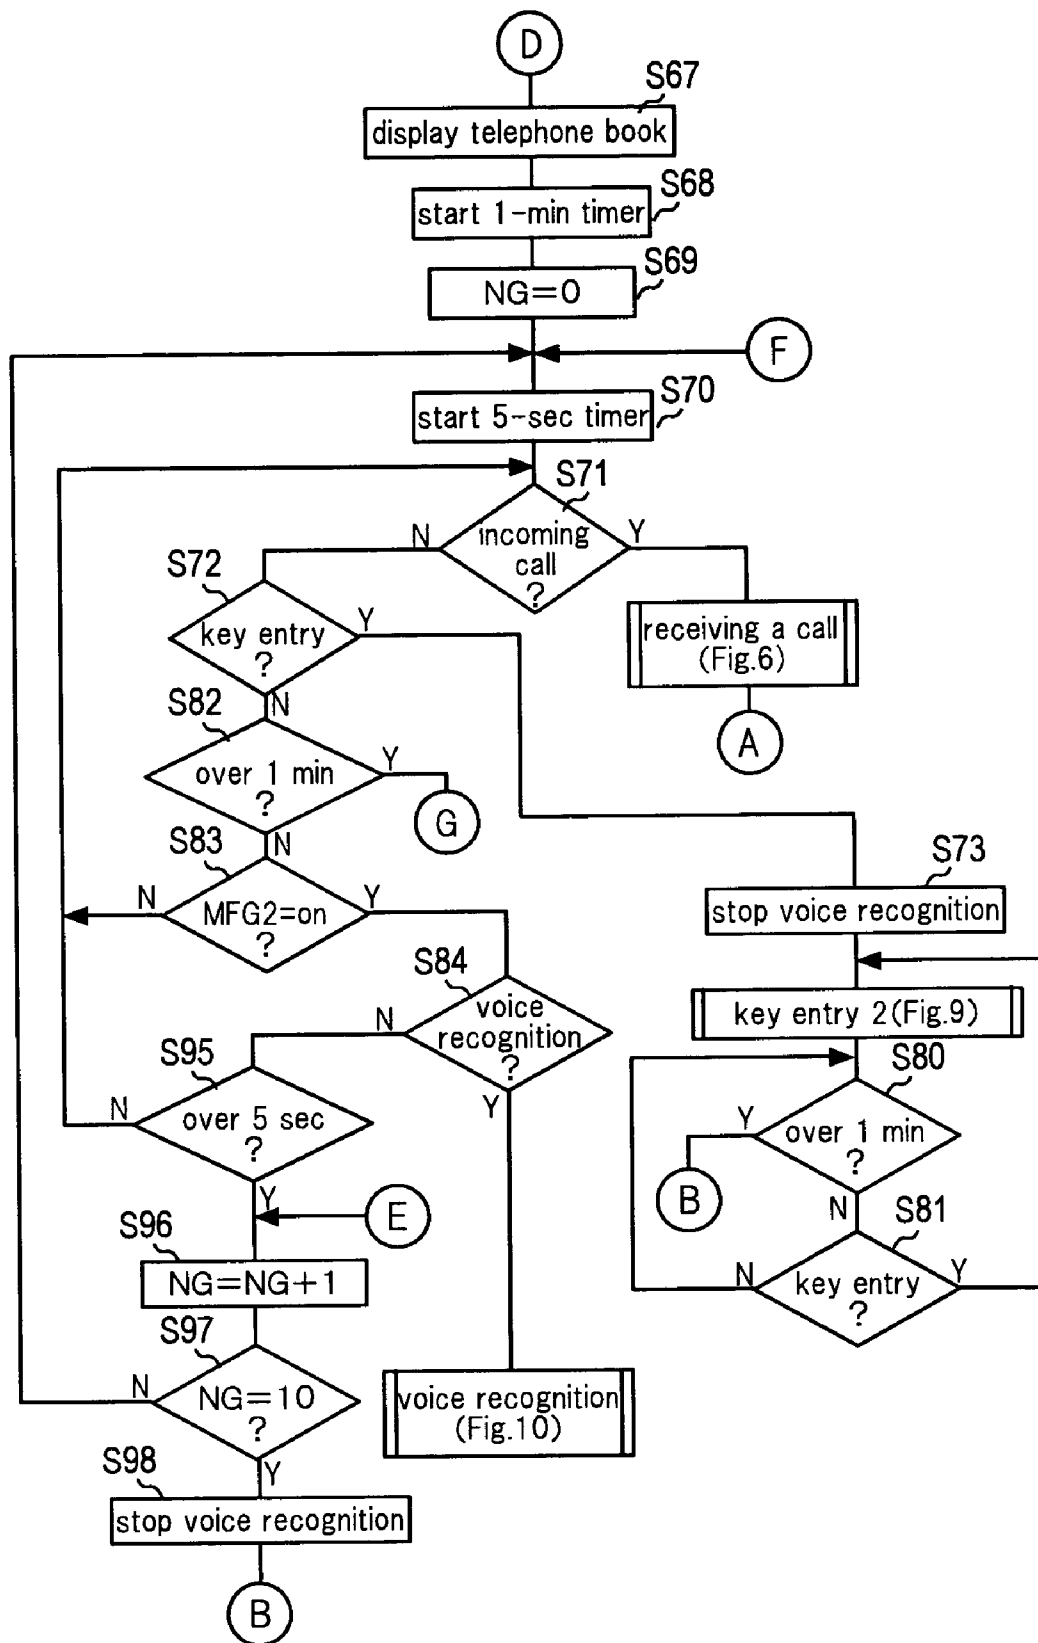 D
S67
display telephone book
S68
start 1-min timer
S69
NG=0
F
S70
start 5-sec timer
S71
N
incoming
call
?
Y
S72
key entry
?
Y
N
receiving a call
(Fig.6)
A
S82
over 1 min
?
Y
G
N
S83
N
MFG2=on
?
Y
S73
stop voice recognition
S84
N
voice
recognition
?
Y
key entry 2(Fig.9)
S95
N
over 5 sec
?
Y
S80
Y
over 1 min
?
N
B
E
S96
NG=NG+1
S81
N
key entry
?
Y
S97
N
NG=10
?
Y
voice recognition
(Fig.10)
S98
stop voice recognition
B